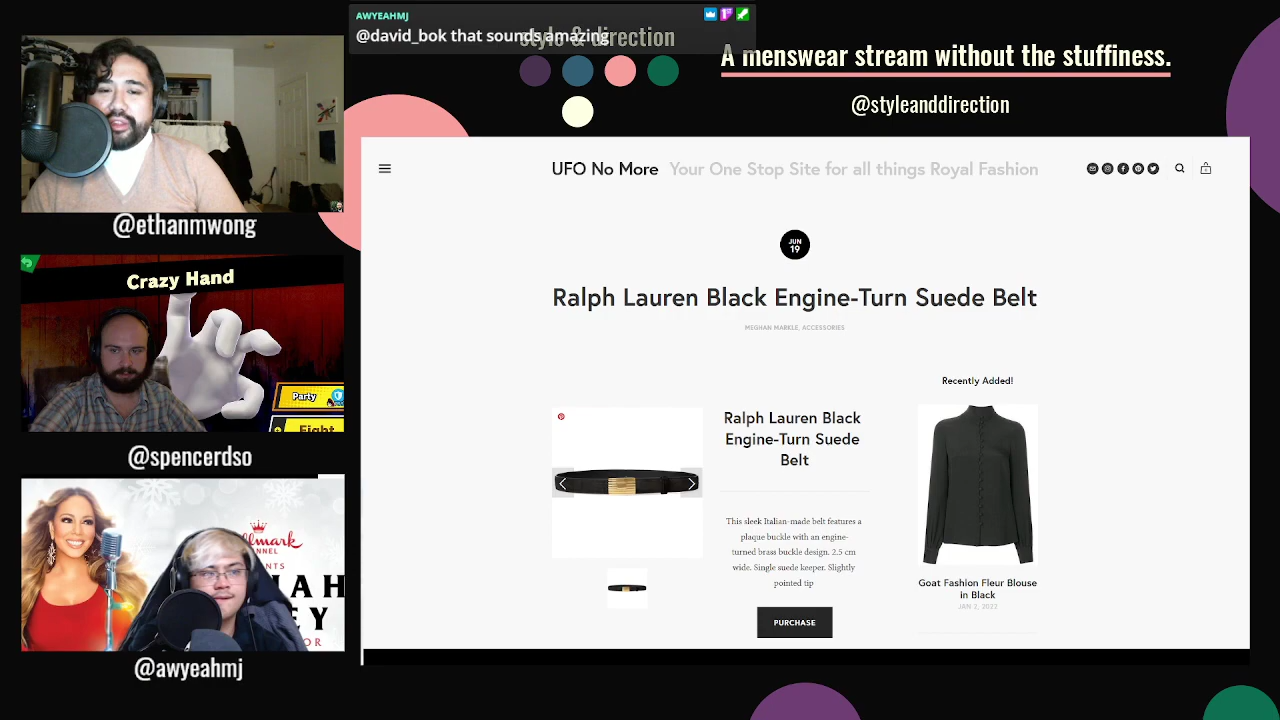 AWYEAHMJ
@david_bok that sounds amazing
style & direction
A menswear stream without the stuffiness.
@styleanddirection
@ethanmwong
Crazy Hand
Party
Fight
@spencerdso
@awyeahmj
UFO No More Your One Stop Site for all things Royal Fashion
0
JUN
19
Ralph Lauren Black Engine-Turn Suede Belt
MEGHAN MARKLE, ACCESSORIES
Ralph Lauren Black
Engine-Turn Suede
Belt
This sleek Italian-made belt features a
plaque buckle with an engine-
turned brass buckle design. 2.5 cm
wide. Single suede keeper. Slightly
pointed tip
PURCHASE
Recently Added!
Goat Fashion Fleur Blouse
in Black
JAN 2, 2022